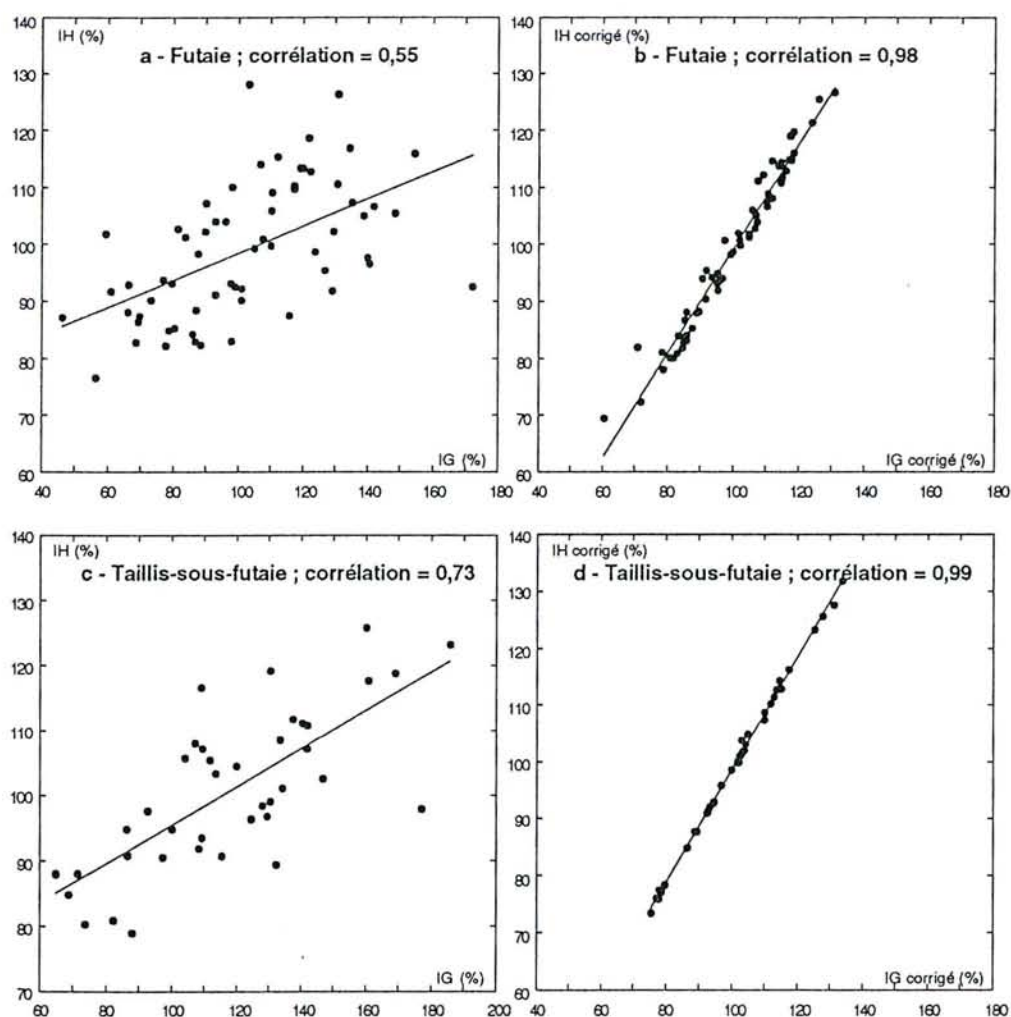 IH (%)
a - Futaie ; corrélation = 0,55
140
130
120
110
100
90
80
70
60
IG (%)
40 60 80 100 120 140 160 180
IH corrigé (%)
b - Futaie ; corrélation = 0,98
140
130
120
110
100
90
80
70
60
IG corrigé (%)
40 60 80 100 120 140 160 180
IH (%)
c - Taillis-sous-futaie ; corrélation = 0,73
140
130
120
110
100
90
80
70
IG (%)
60 80 100 120 140 160 180 200
IH corrigé (%)
d - Taillis-sous-futaie ; corrélation = 0,99
140
130
120
110
100
90
80
70
60
IG corrigé (%)
40 60 80 100 120 140 160 180